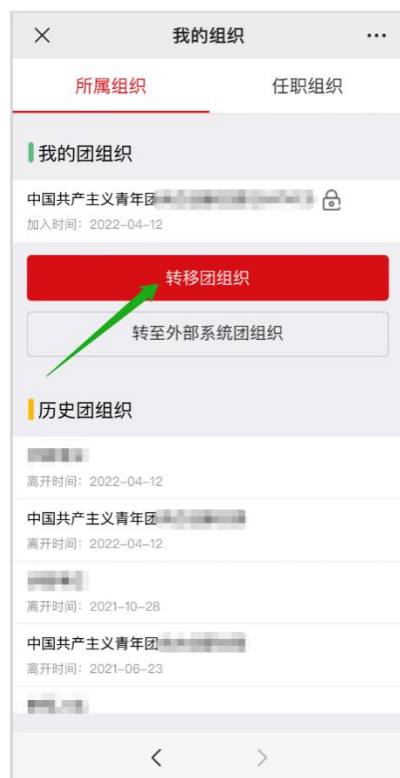 我的组织
所属组织 任职组织
我的团组织
中国共产主义青年团
加入时间：2022-04-12
转移团组织
转至外部系统团组织
历史团组织
离开时间：2022-04-12
中国共产主义青年团
离开时间：2022-04-12
离开时间：2021-10-28
中国共产主义青年团
离开时间：2021-06-23